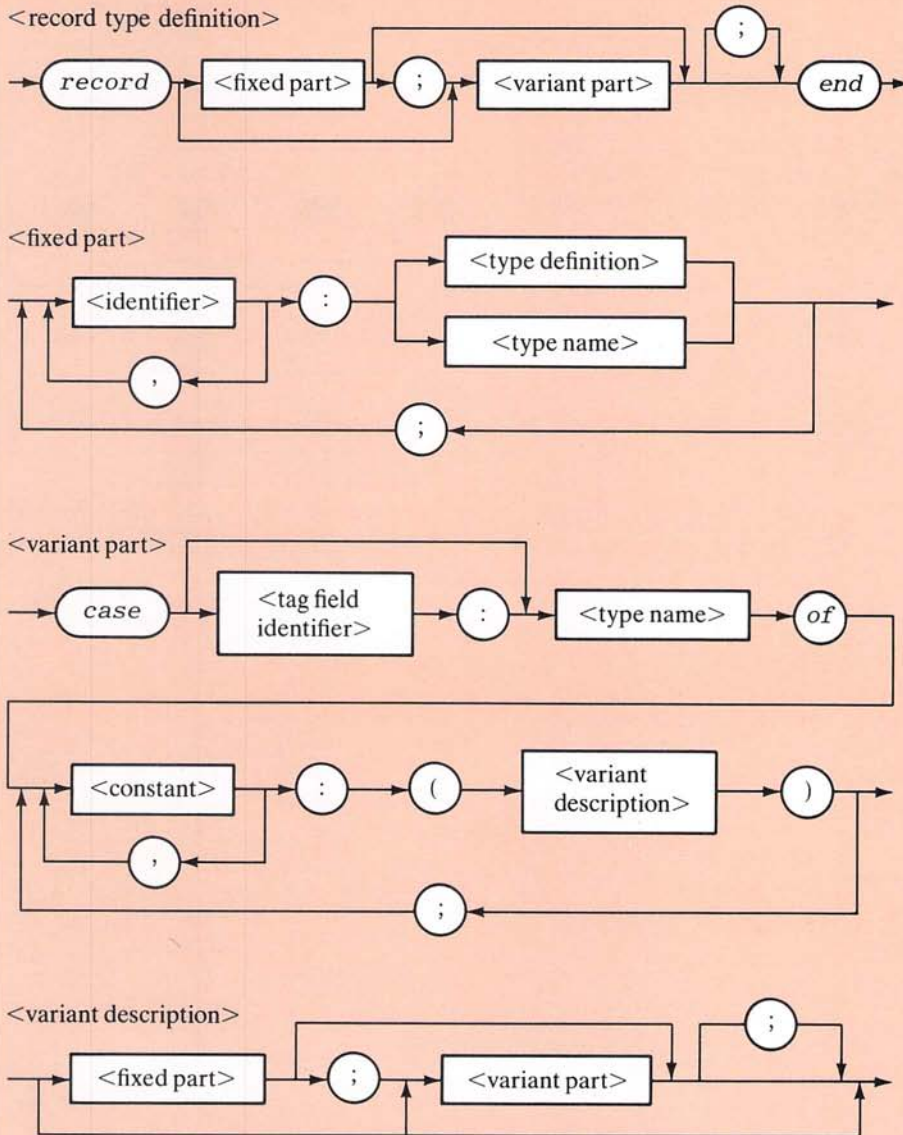 <record type definition>
;
record <fixed part> ; <variant part> end
<fixed part>
<type definition>
<identifier> :
<type name>
,
;
<variant part>
case <tag field identifier> : <type name> of
<constant> : ( <variant description> )
,
;
<variant description>
;
<fixed part> ; <variant part>